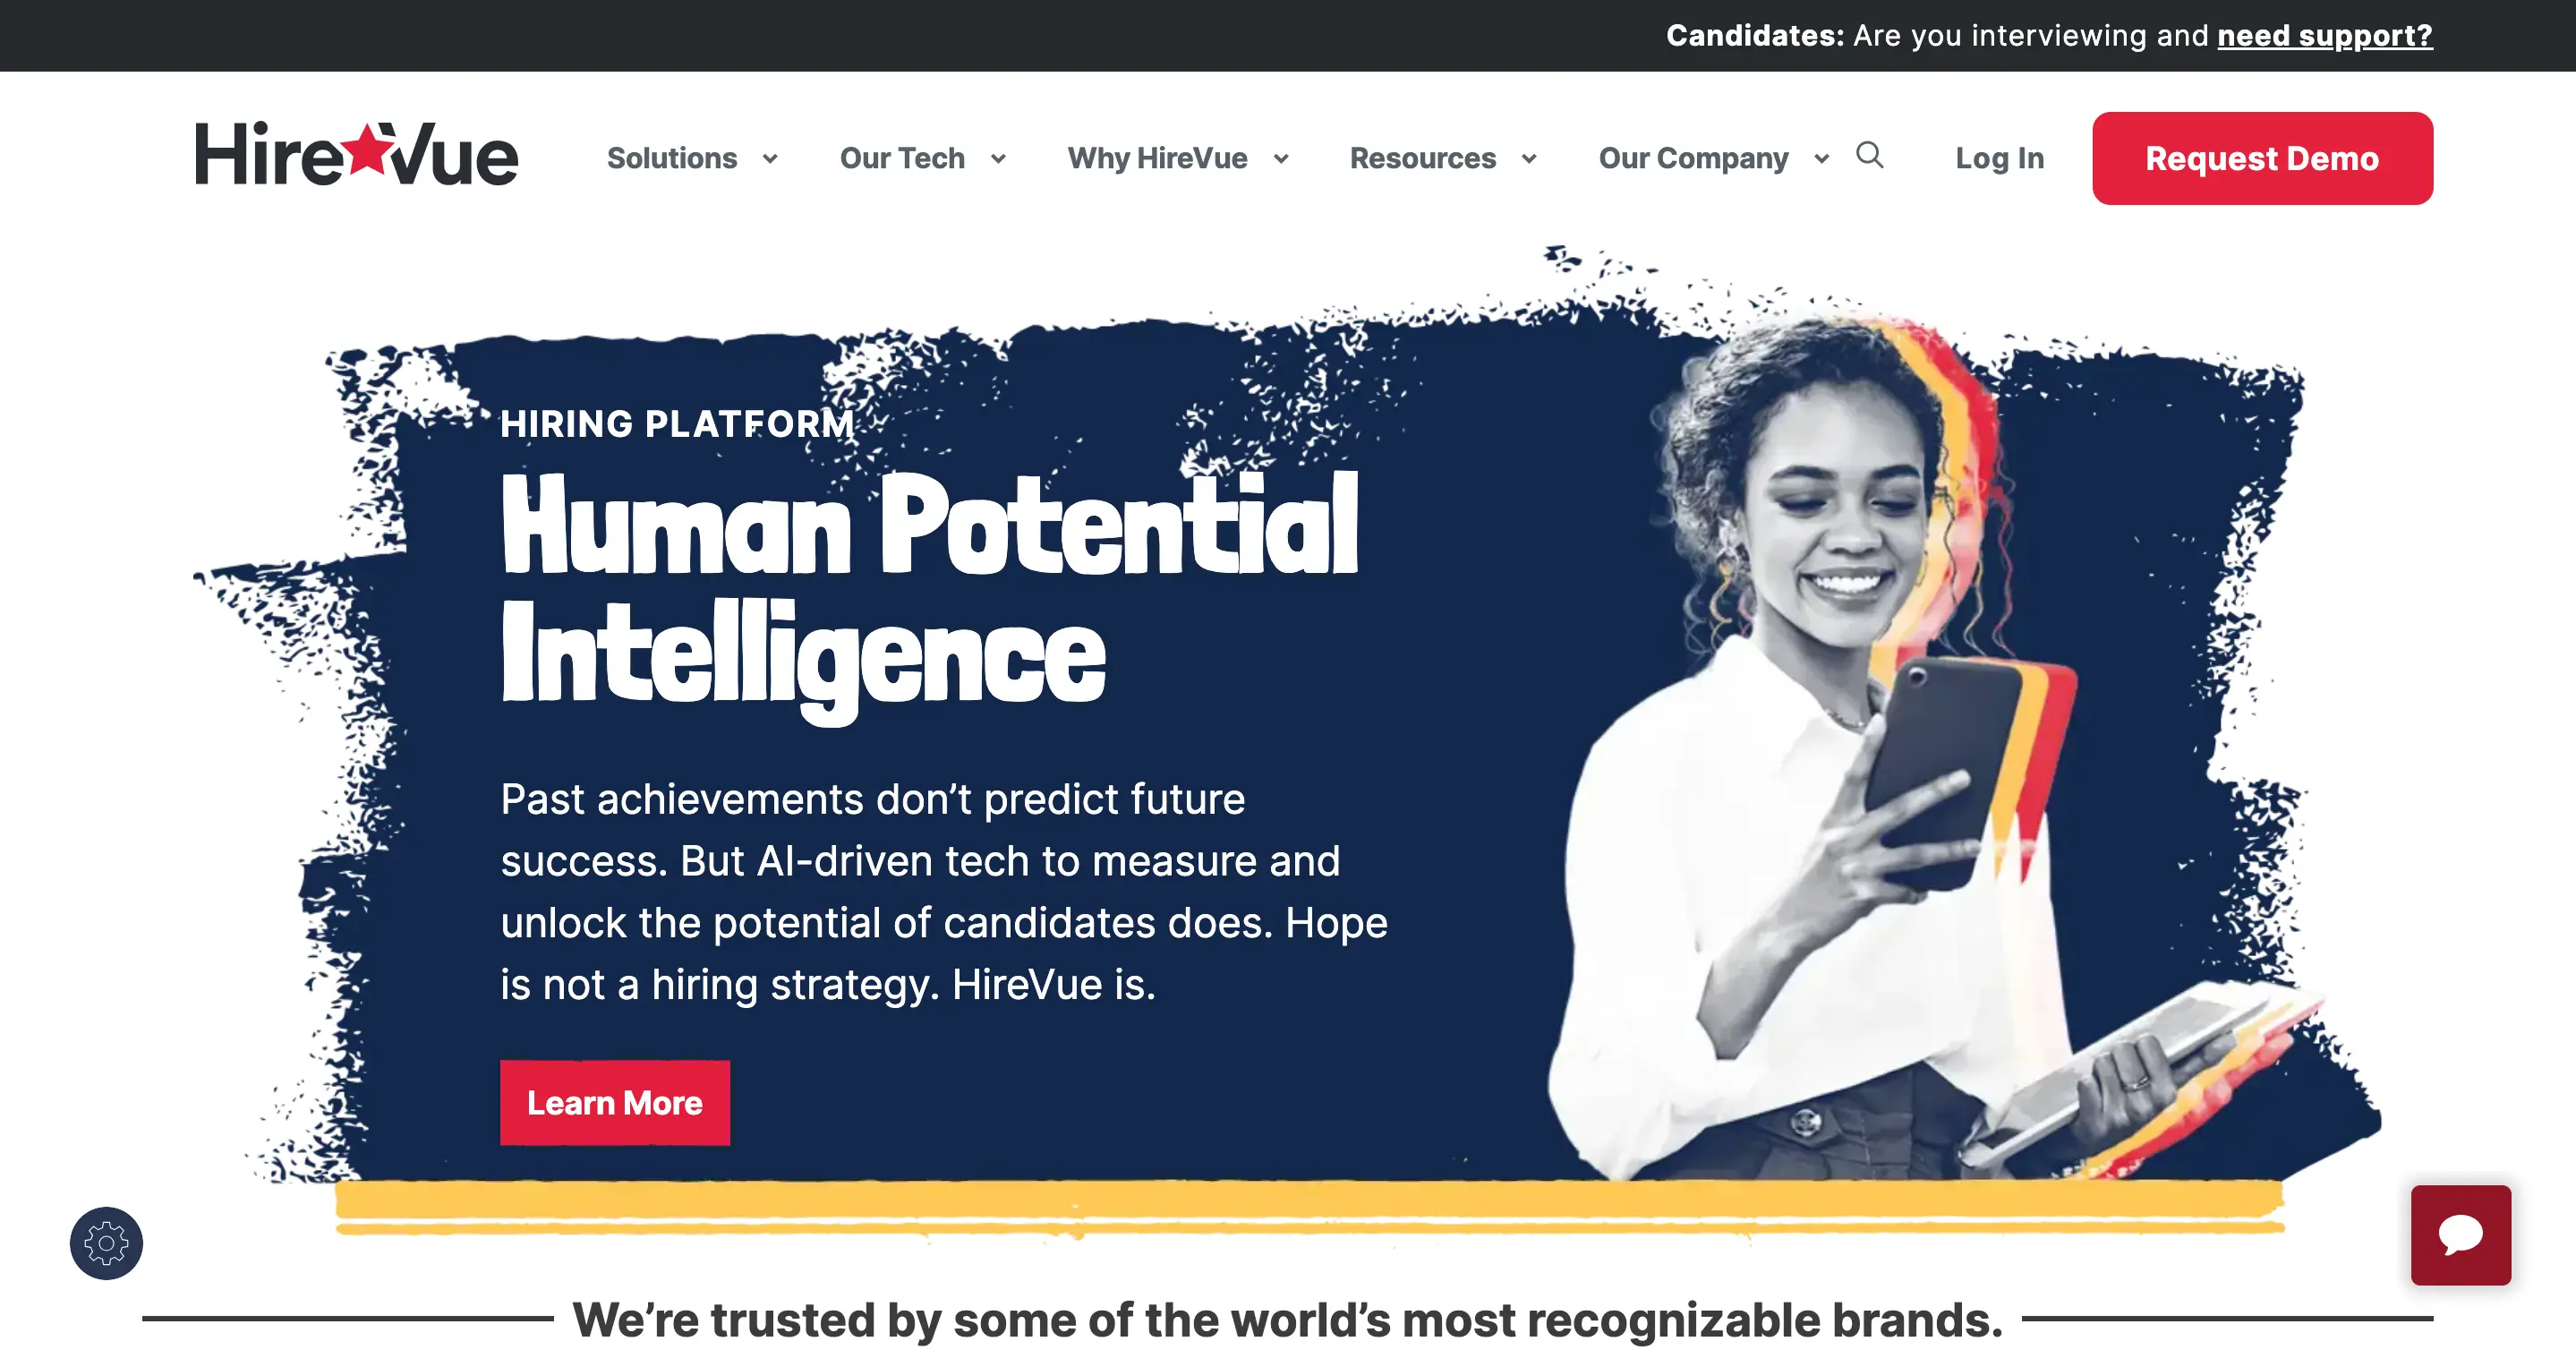 Candidates: Are you interviewing and need support?
HireVue
Solutions
Our Tech
Why HireVue
Resources
Our Company
Log In
Request Demo
HIRING PLATFORM
Human Potential
Intelligence
Past achievements don’t predict future
success. But AI-driven tech to measure and
unlock the potential of candidates does. Hope
is not a hiring strategy. HireVue is.
Learn More
We’re trusted by some of the world’s most recognizable brands.